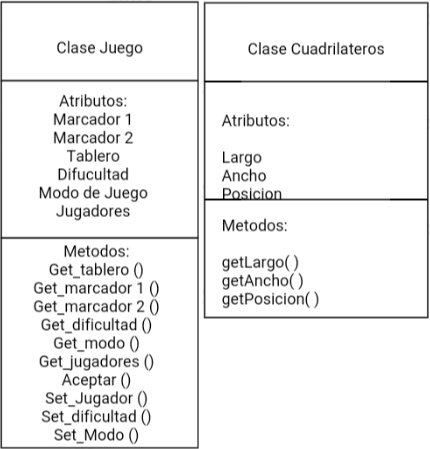 Clase Juego
Atributos:
Marcador 1
Marcador 2
Tablero
Difucultad
Modo de Juego
Jugadores
Metodos:
Get_tablero ()
Get_marcador 1 ()
Get_marcador 2 ()
Get_dificultad ()
Get_modo ()
Get_jugadores ()
Aceptar ()
Set_Jugador ()
Set_dificultad ()
Set_Modo ()
Clase Cuadrilateros
Atributos:
Largo
Ancho
Posicion
Metodos:
getLargo( )
getAncho( )
getPosicion( )